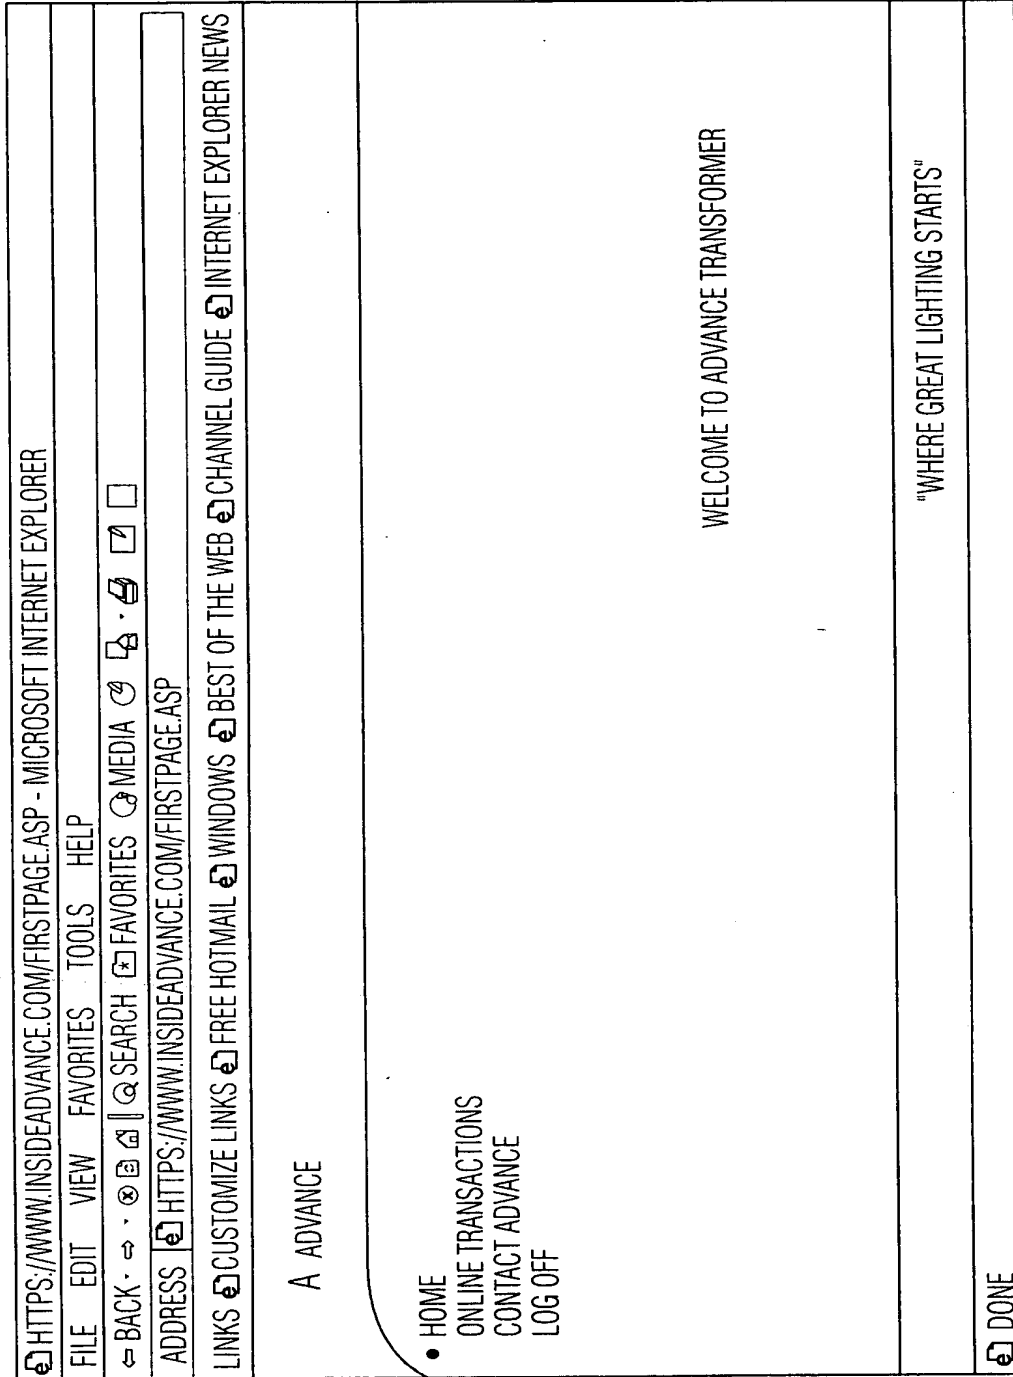 HTTPS://WWW.INSIDEADVANCE.COM/FIRSTPAGE.ASP - MICROSOFT INTERNET EXPLORER
FILE EDIT VIEW FAVORITES TOOLS HELP
BACK SEARCH FAVORITES MEDIA
ADDRESS HTTPS://WWW.INSIDEADVANCE.COM/FIRSTPAGE.ASP
LINKS CUSTOMIZE LINKS FREE HOTMAIL WINDOWS BEST OF THE WEB CHANNEL GUIDE INTERNET EXPLORER NEWS
A ADVANCE
• HOME
ONLINE TRANSACTIONS
CONTACT ADVANCE
LOG OFF
WELCOME TO ADVANCE TRANSFORMER
"WHERE GREAT LIGHTING STARTS"
DONE